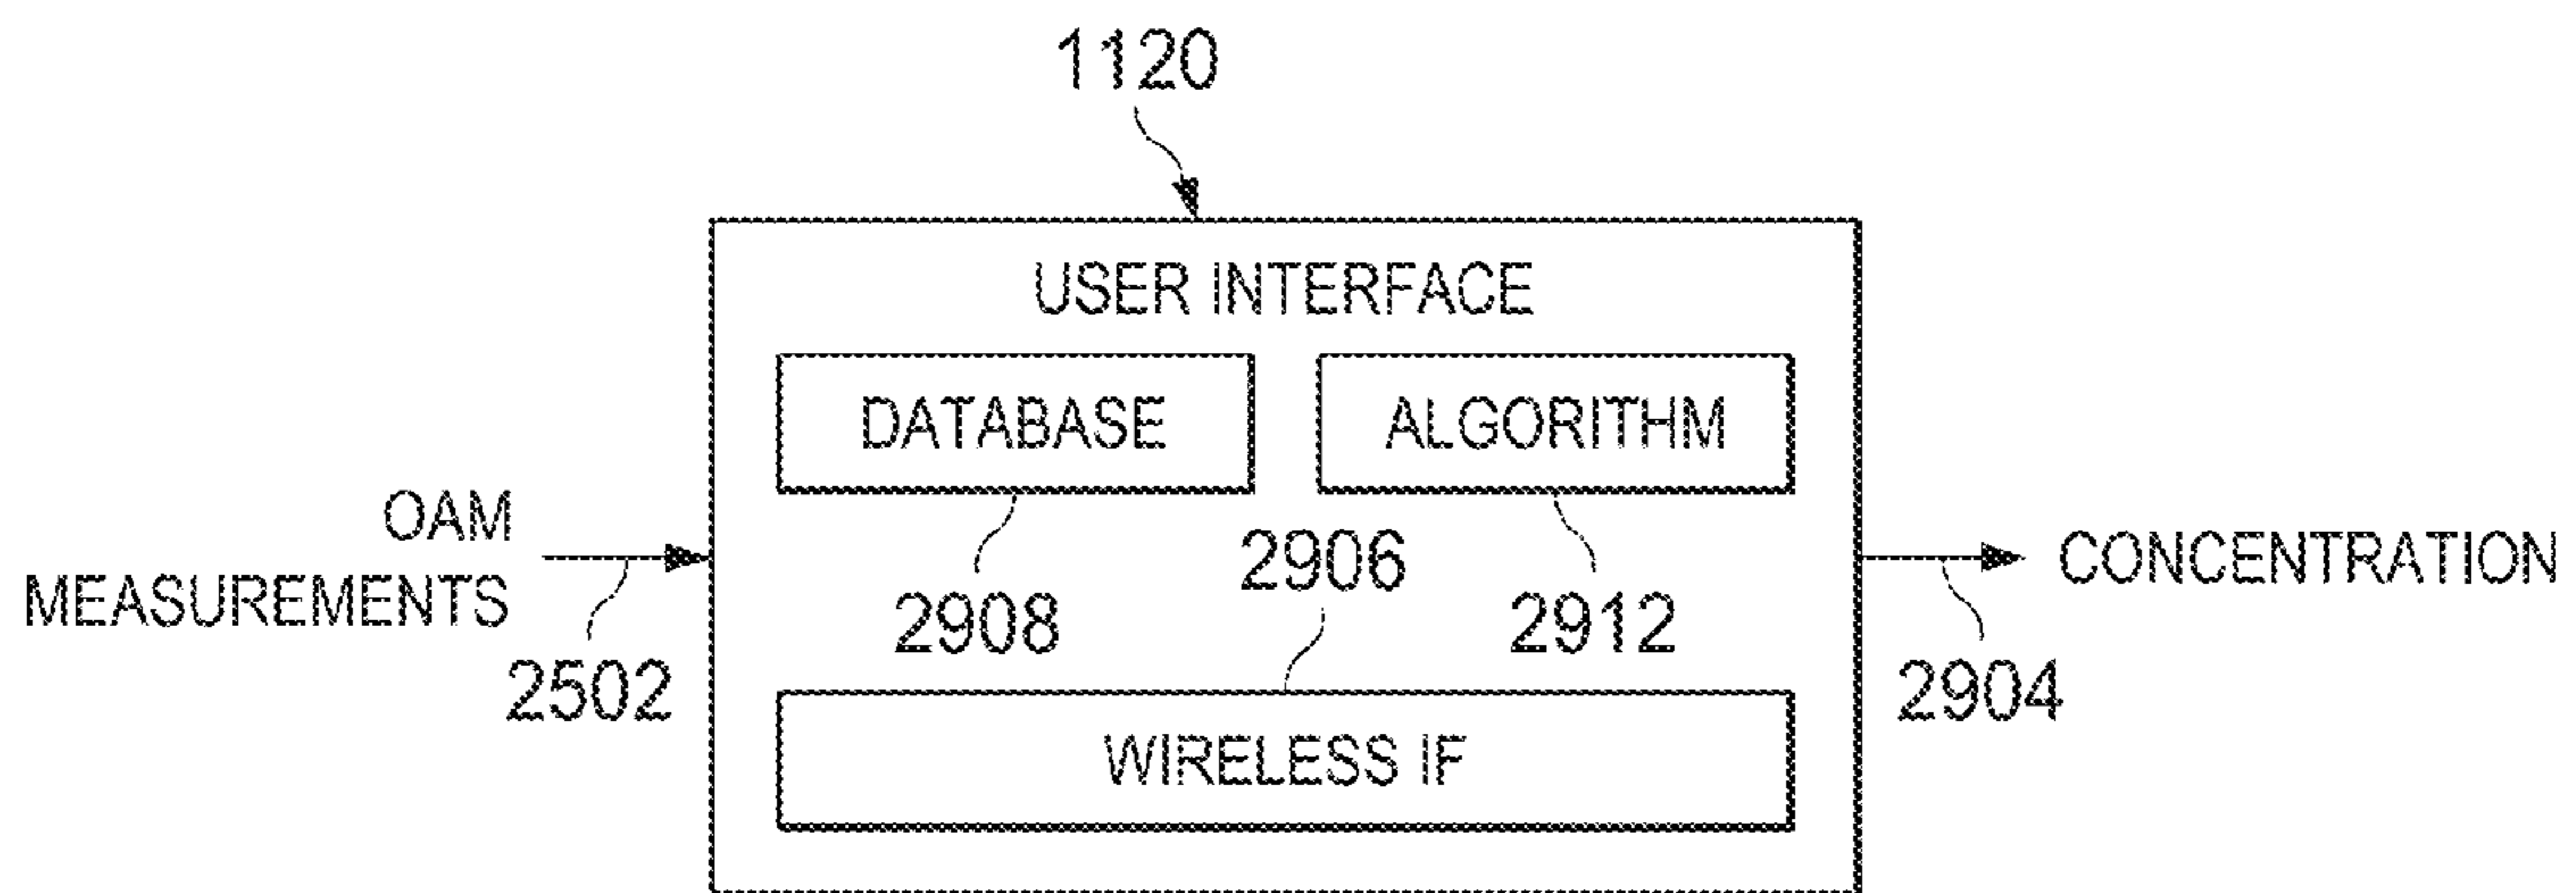 1120
USER INTERFACE
DATABASE
ALGORITHM
OAM
MEASUREMENTS
2502
2908
2906
2912
CONCENTRATION
2904
WIRELESS IF